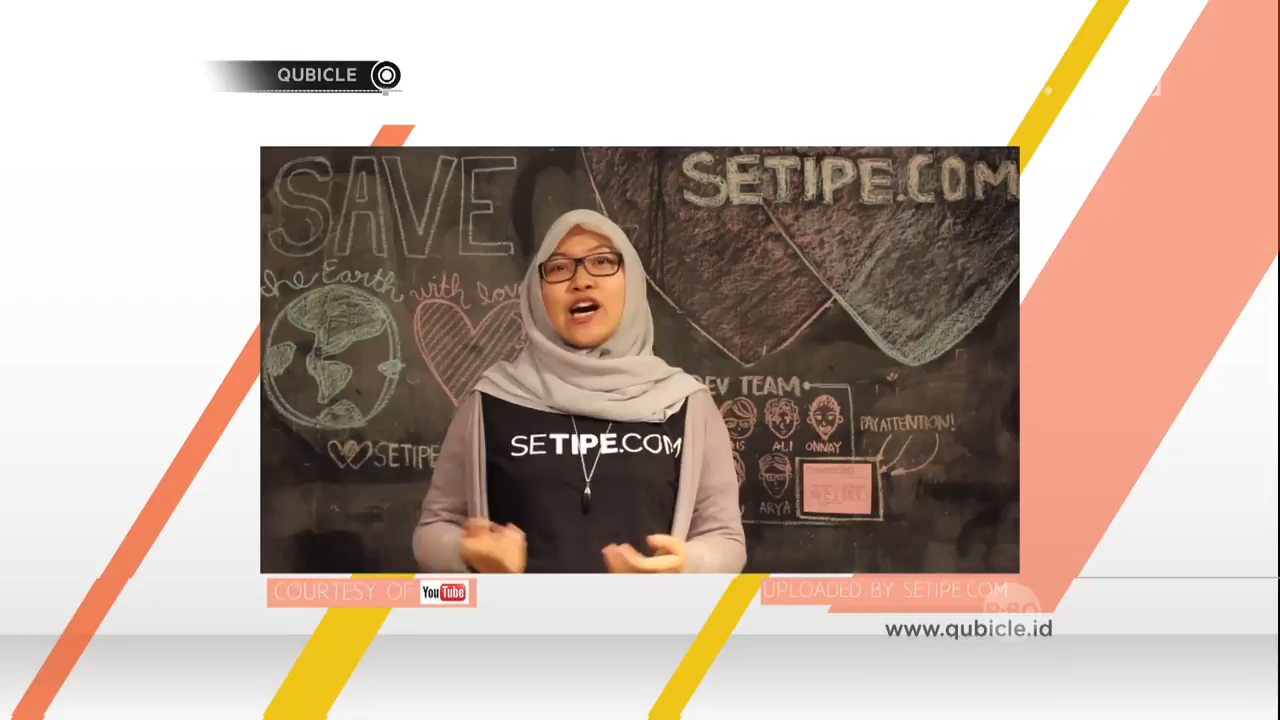 QUBICLE
SAVE
the Earth
with love
SETIPE.COM
SETIPE.COM
DEV TEAM
ALI
ONNAY
PAY ATTENTION!
SETIPE
ARYA
COURTESY OF YouTube
UPLOADED BY SETIPE.COM
www.qubicle.id